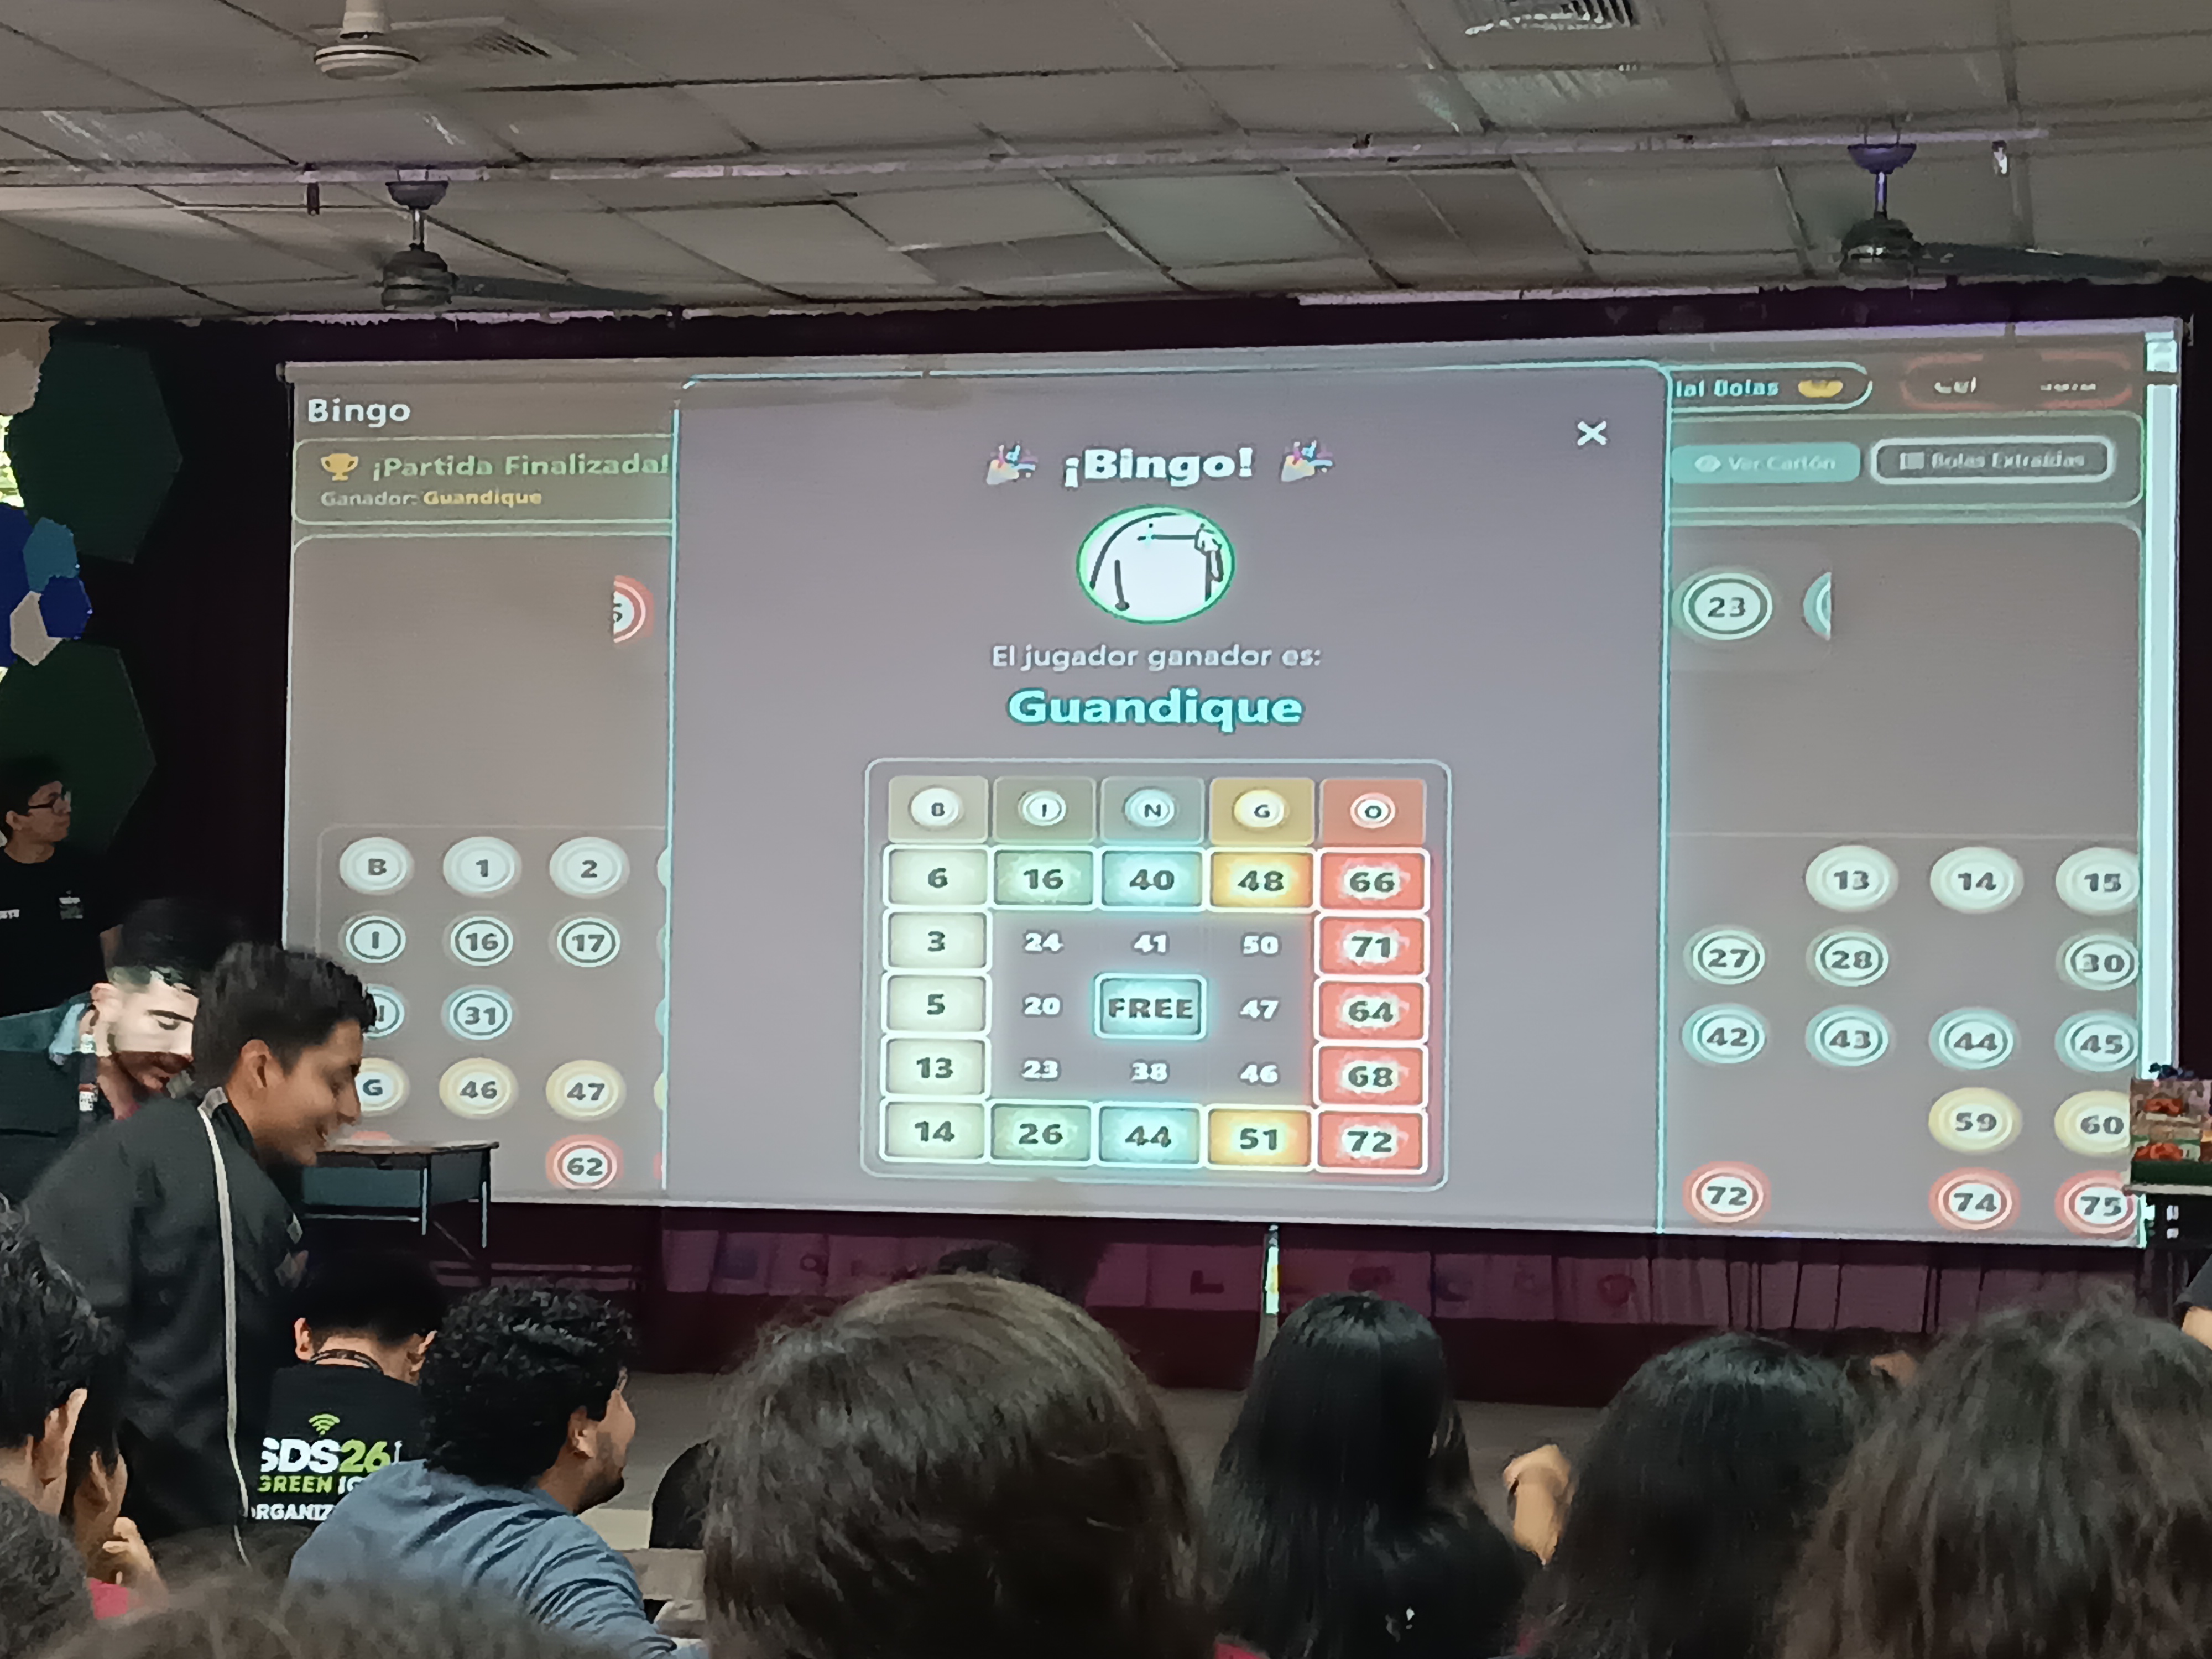 Bingo
¡Partida Finalizada!
Ganador: Guandique
¡Bingo!
El jugador ganador es:
Guandique
B I N G O
6 16 40 48 66
3 24 41 50 71
5 20 FREE 47 64
13 23 38 46 68
14 26 44 51 72
Bolas
Ver Cartón
Bolas Extraídas
23
B 1 2 13 14 15
I 16 17 27 28 30
31 42 43 44 45
G 46 47 59 60
62 72 74 75
SDS26
GREEN